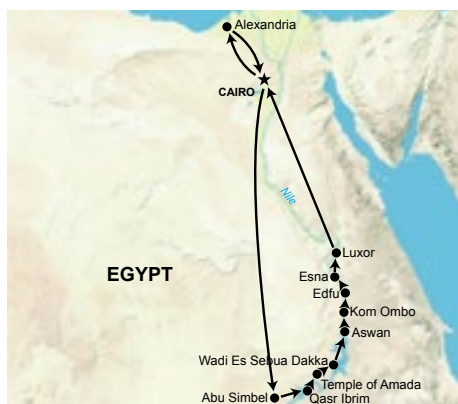 Alexandria
CAIRO
Nile
Luxor
EGYPT
Esna
Edfu
Kom Ombo
Aswan
Wadi Es Sebua Dakka
Temple of Amada
Abu Simbel
Qasr Ibrim